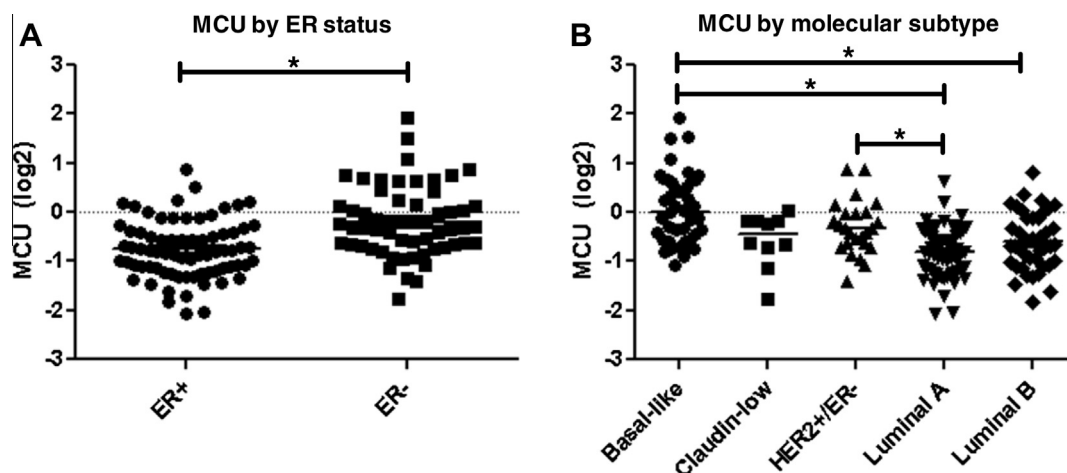 A
MCU by ER status
*
MCU (log2)
3
2
1
0
-1
-2
-3
ER+
ER-
B
MCU by molecular subtype
*
*
*
MCU (log2)
3
2
1
0
-1
-2
-3
Basal-like
Claudin-low
HER2+/ER-
Luminal A
Luminal B